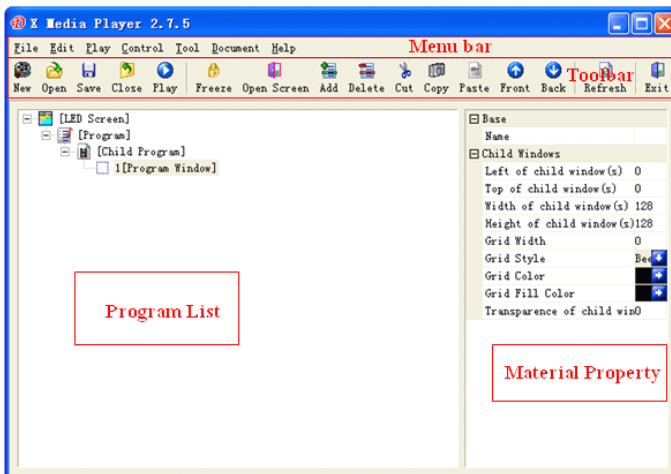 X Media Player 2.7.5
File Edit Play Control Tool Document Help
Menu bar
Toolbar
New Open Save Close Play Freeze Open Screen Add Delete Cut Copy Paste Front Back Refresh Exit
[LED Screen]
[Program]
[Child Program]
1[Program Window]
Program List
Base
Name
Child Windows
Left of child window(s) 0
Top of child window(s) 0
Width of child window(s) 128
Height of child window(s) 128
Grid Width 0
Grid Style
Grid Color
Grid Fill Color
Transparence of child win0
Material Property